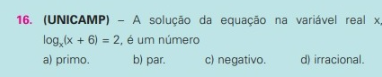 16. (UNICAMP) – A solução da equação na variável real x,
logₓ(x + 6) = 2, é um número
a) primo. b) par. c) negativo. d) irracional.